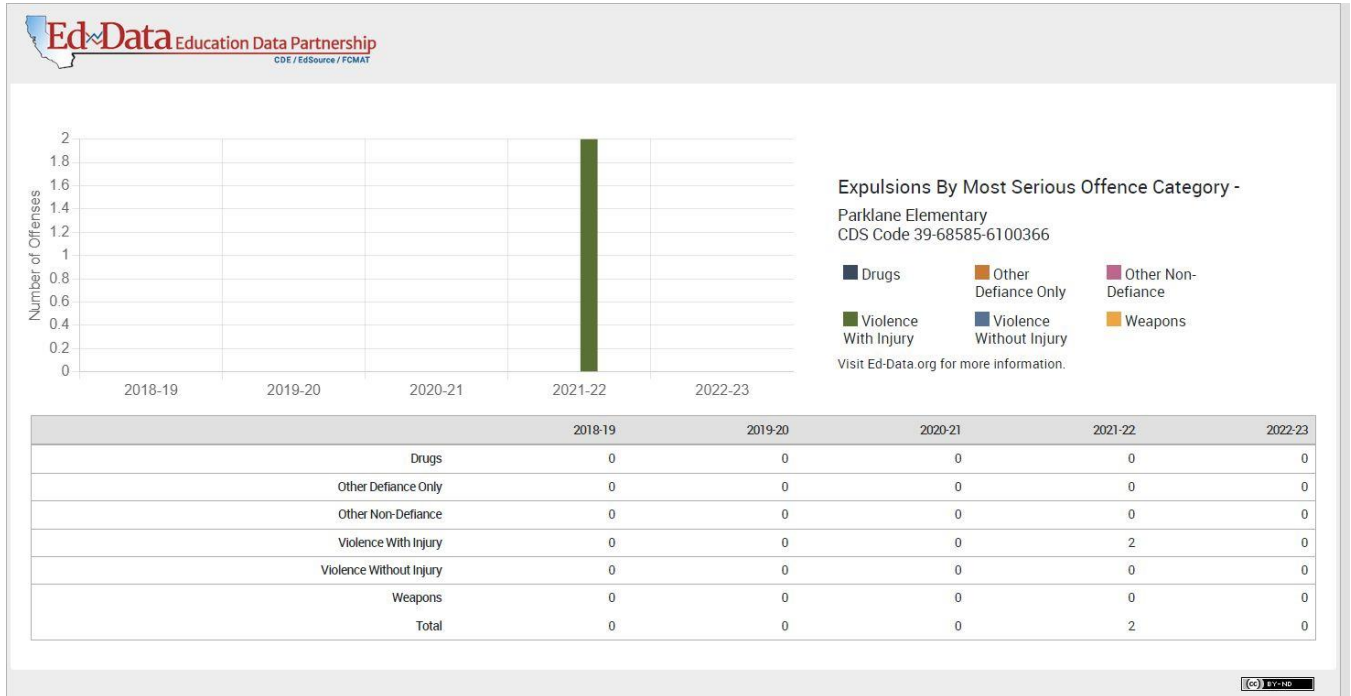 Ed Data Education Data Partnership
CDE / EdSource / FCMAT
2
1.8
1.6
1.4
1.2
1
0.8
0.6
0.4
0.2
0
Number of Offenses
2018-19 2019-20 2020-21 2021-22 2022-23
Expulsions By Most Serious Offence Category -
Parklane Elementary
CDS Code 39-68585-6100366
Drugs Other Defiance Only Other Non-Defiance
Violence With Injury Violence Without Injury Weapons
Visit Ed-Data.org for more information.
2018-19 2019-20 2020-21 2021-22 2022-23
Drugs 0 0 0 0 0
Other Defiance Only 0 0 0 0 0
Other Non-Defiance 0 0 0 0 0
Violence With Injury 0 0 0 2 0
Violence Without Injury 0 0 0 0 0
Weapons 0 0 0 0 0
Total 0 0 0 2 0
(cc) BY-ND